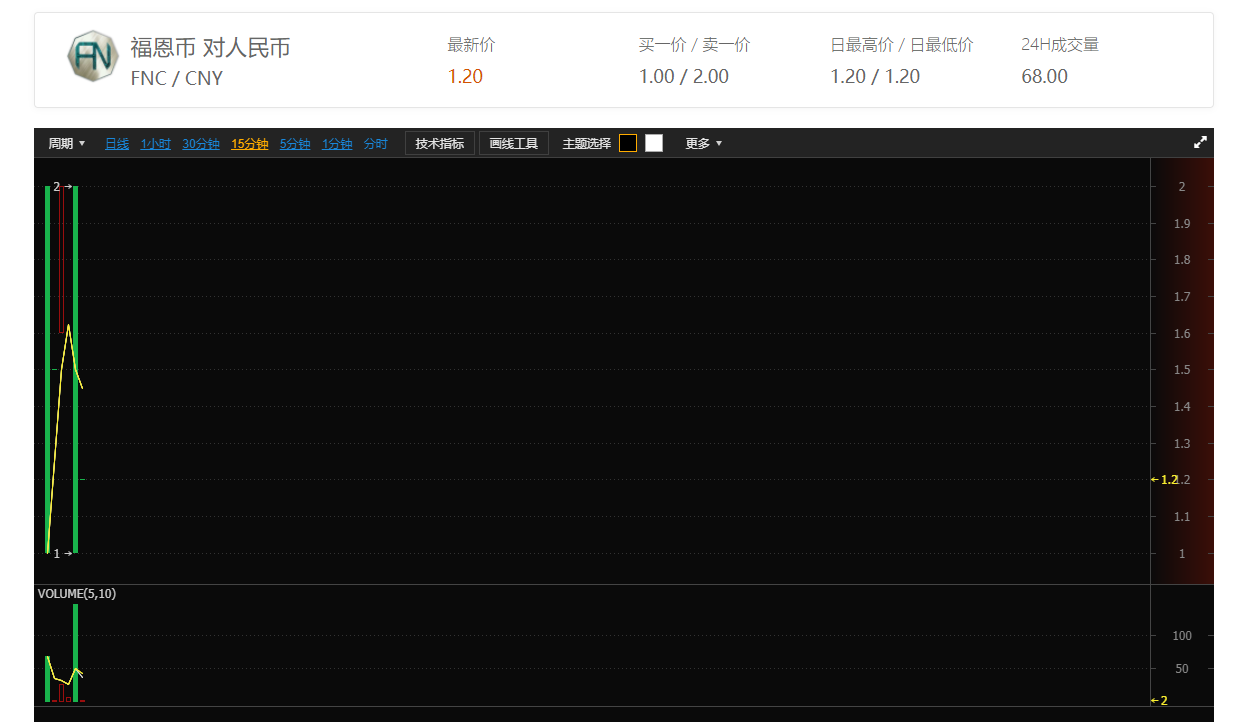 FN
福恩币 对人民币
FNC / CNY
最新价
1.20
买一价 / 卖一价
1.00 / 2.00
日最高价 / 日最低价
1.20 / 1.20
24H成交量
68.00
周期 ▼ 日线 1小时 30分钟 15分钟 5分钟 1分钟 分时 技术指标 画线工具 主题选择 更多 ▼
2→
1→
2
1.9
1.8
1.7
1.6
1.5
1.4
1.3
←1.2
1.2
1.1
1
VOLUME(5,10)
100
50
←2